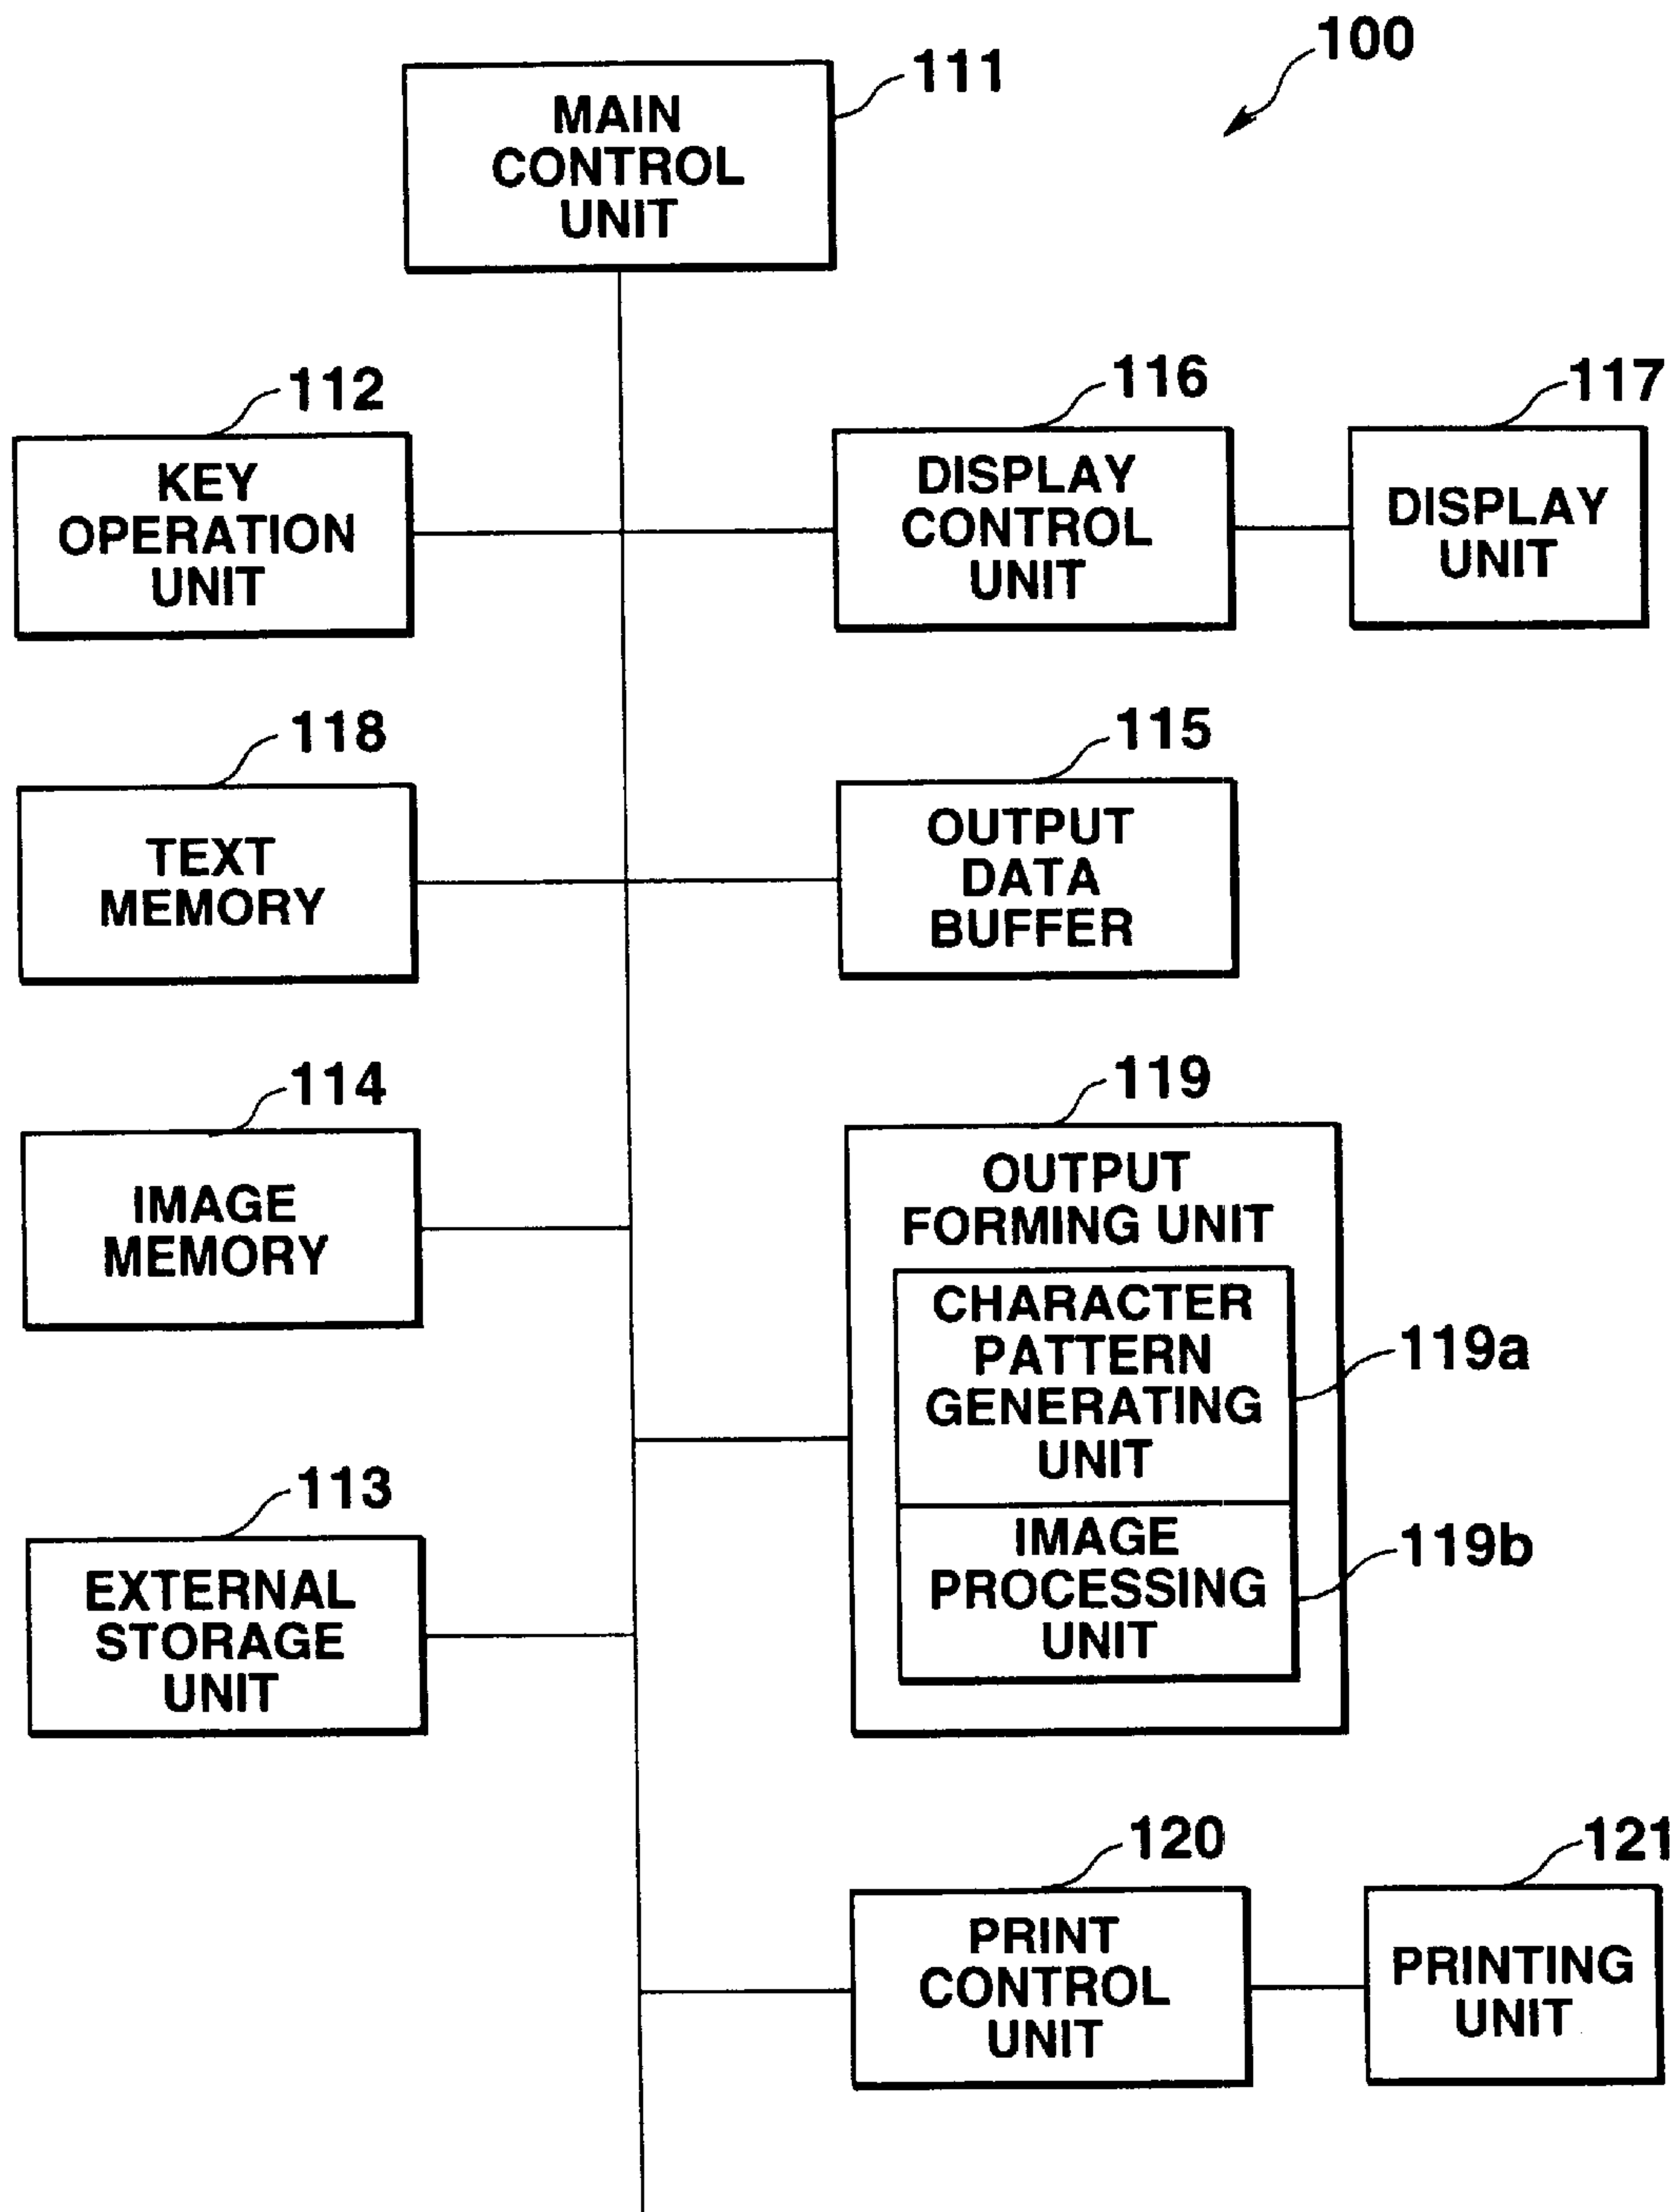 100
111
MAIN
CONTROL
UNIT
112
KEY
OPERATION
UNIT
116
DISPLAY
CONTROL
UNIT
117
DISPLAY
UNIT
118
TEXT
MEMORY
115
OUTPUT
DATA
BUFFER
114
IMAGE
MEMORY
119
OUTPUT
FORMING UNIT
CHARACTER
PATTERN
GENERATING
UNIT
119a
IMAGE
PROCESSING
UNIT
119b
113
EXTERNAL
STORAGE
UNIT
120
PRINT
CONTROL
UNIT
121
PRINTING
UNIT